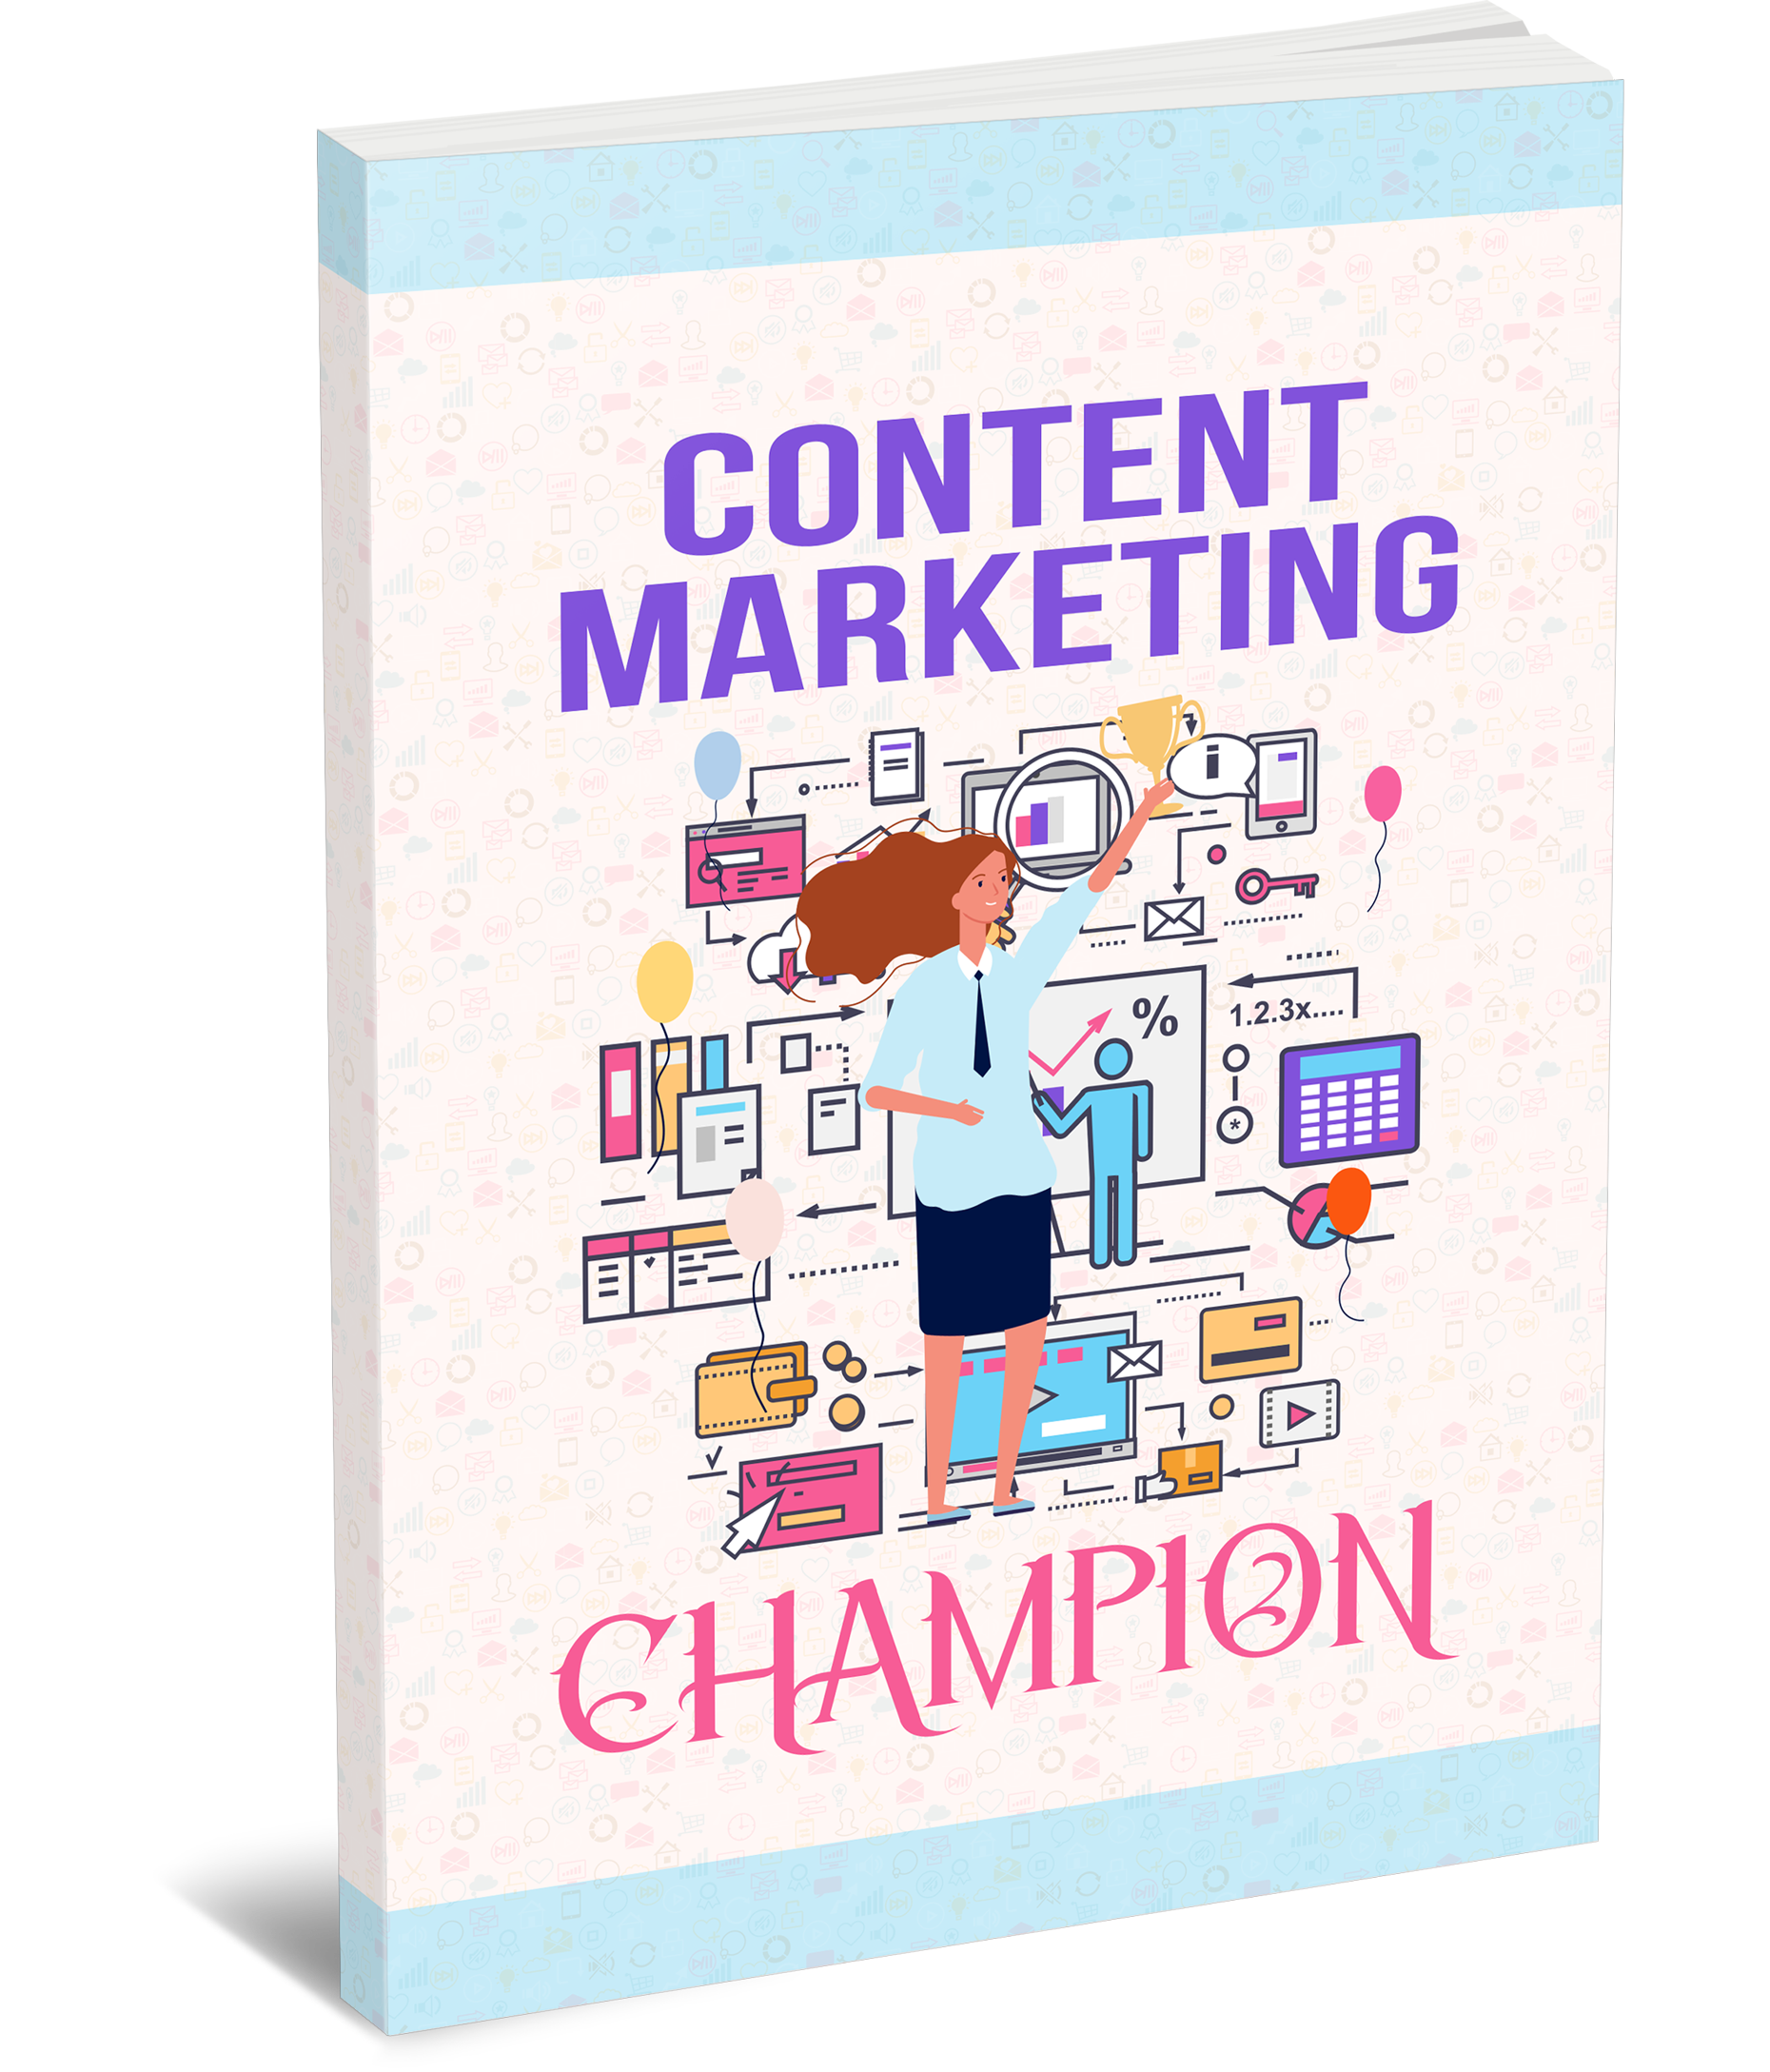 CONTENT
MARKETING
i
%
1.2.3x....
*
CHAMPION